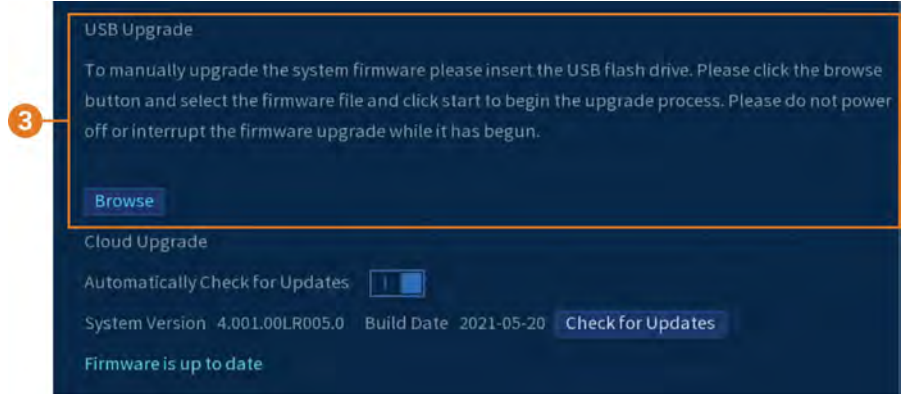 USB Upgrade
To manually upgrade the system firmware please insert the USB flash drive. Please click the browse
button and select the firmware file and click start to begin the upgrade process. Please do not power
off or interrupt the firmware upgrade while it has begun.
3
Browse
Cloud Upgrade
Automatically Check for Updates
System Version 4.001.00LR005.0 Build Date 2021-05-20 Check for Updates
Firmware is up to date